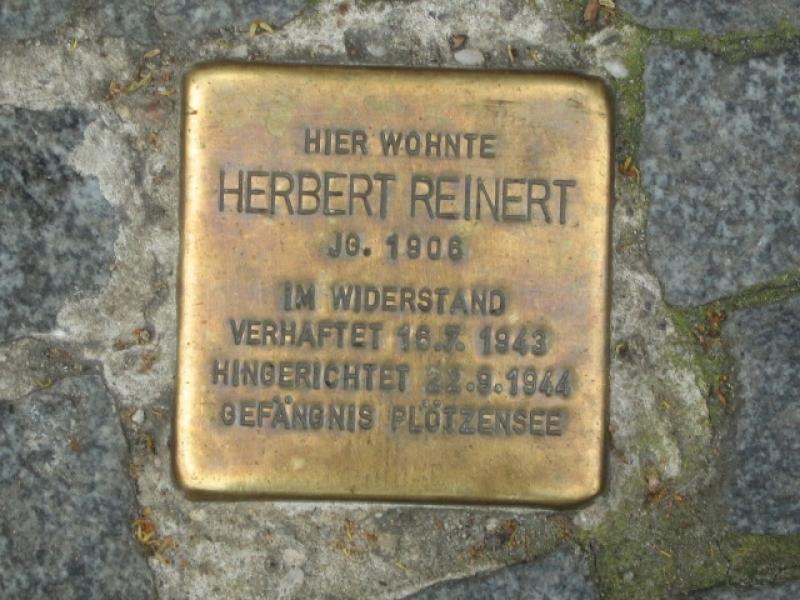 HIER WOHNTE
HERBERT REINERT
JG. 1906
IM WIDERSTAND
VERHAFTET 16.7. 1943
HINGERICHTET 22.9.1944
GEFÄNGNIS PLÖTZENSEE